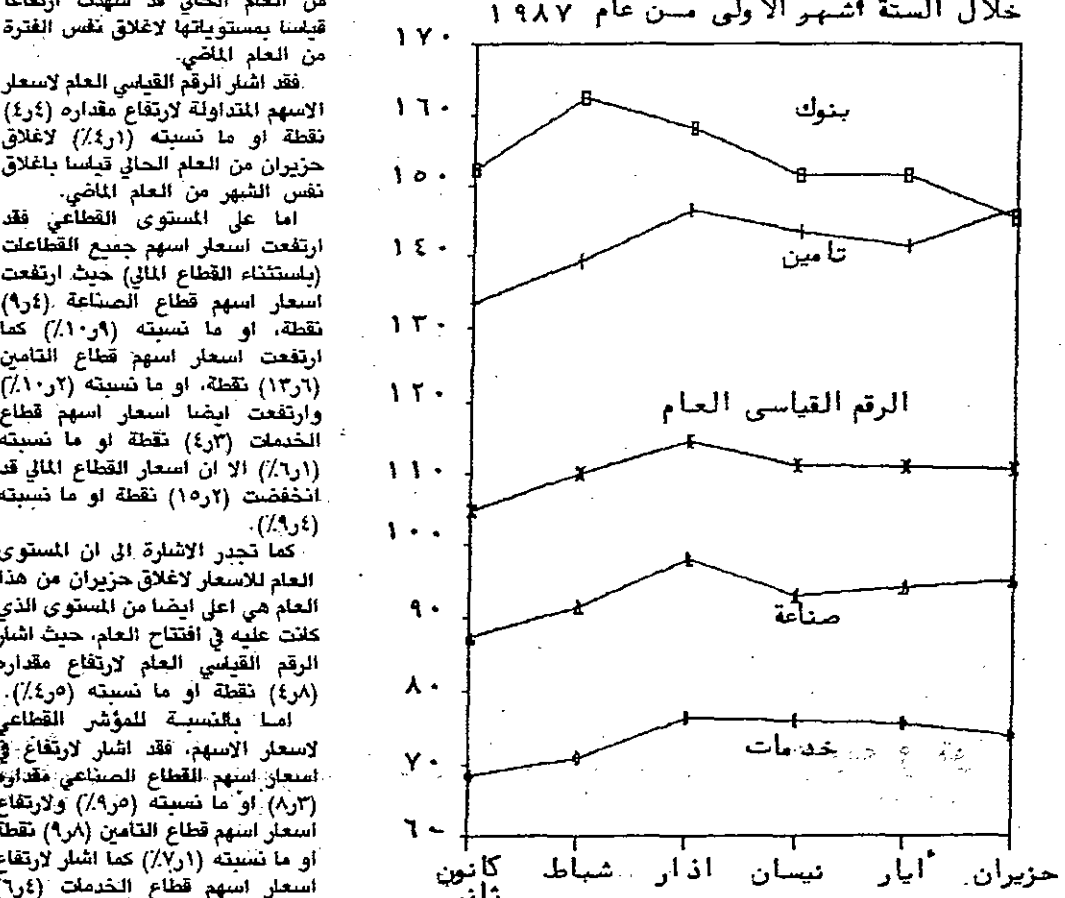 من العام الحالي قد شهدت ارتفاعا
قياسا بمستوياتها لاغلاق نفس الفترة
من العام الماضي.
فقد اشار الرقم القياسي العام لاسعار
الاسهم المتداولة لارتفاع مقداره (٤ر٤)
نقطة او ما نسبته (١ر٤٪) لاغلاق
حزيران من العام الحالي قياسا باغلاق
نفس الشهر من العام الماضي.
اما على المستوى القطاعي فقد
ارتفعت اسعار اسهم جميع القطاعات
(باستثناء القطاع المالي) حيث ارتفعت
اسعار اسهم قطاع الصناعة (٤ر٩)
نقطة، او ما نسبته (٩ر١٠٪) كما
ارتفعت اسعار اسهم قطاع التامين
(٦ر١٣) نقطة، او ما نسبته (٢ر١٠٪)
وارتفعت ايضا اسعار اسهم قطاع
الخدمات (٣ر٤) نقطة او ما نسبته
(١ر٦٪) الا ان اسعار القطاع المالي قد
انخفضت (٢ر١٥) نقطة او ما نسبته
(٤ر٩٪).
كما تجدر الاشارة الى ان المستوى
العام للاسعار لاغلاق حزيران من هذا
العام هي اعلى ايضا من المستوى الذي
كانت عليه في افتتاح العام، حيث اشار
الرقم القياسي العام لارتفاع مقداره
(٨ر٤) نقطة او ما نسبته (٥ر٤٪).
اما بالنسبة للمؤشر القطاعي
لاسعار الاسهم، فقد اشار لارتفاع في
اسعار اسهم القطاع الصناعي مقداره
(٣ر٨) او ما نسبته (٥ر٩٪) ولارتفاع
اسعار اسهم قطاع التامين (٨ر٩) نقطة
او ما نسبته (١ر٧٪) كما اشار لارتفاع
اسعار اسهم قطاع الخدمات (٤ر٦)
خلال الستة اشهر الاولى من عام ١٩٨٧
١٧٠
١٦٠
١٥٠
١٤٠
١٣٠
١٢٠
١١٠
١٠٠
٩٠
٨٠
٧٠
٦٠
بنوك
تامين
الرقم القياسى العام
صناعة
خدمات
كانون شباط اذار نيسان أيار حزيران